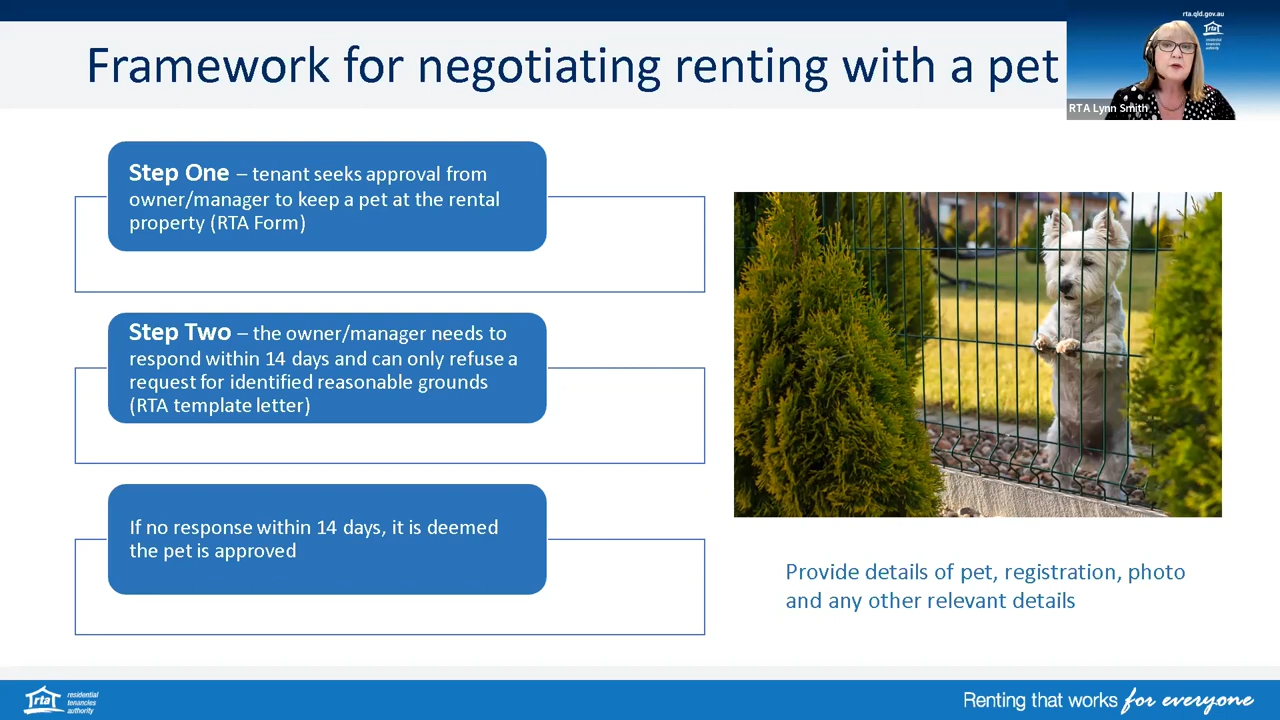 Framework for negotiating renting with a pet
rta.qld.gov.au
rta
residential
tenancies
authority
RTA Lynn Smith
Step One – tenant seeks approval from
owner/manager to keep a pet at the rental
property (RTA Form)
Step Two – the owner/manager needs to
respond within 14 days and can only refuse a
request for identified reasonable grounds
(RTA template letter)
If no response within 14 days, it is deemed
the pet is approved
Provide details of pet, registration, photo
and any other relevant details
rta
residential
tenancies
authority
Renting that works for everyone